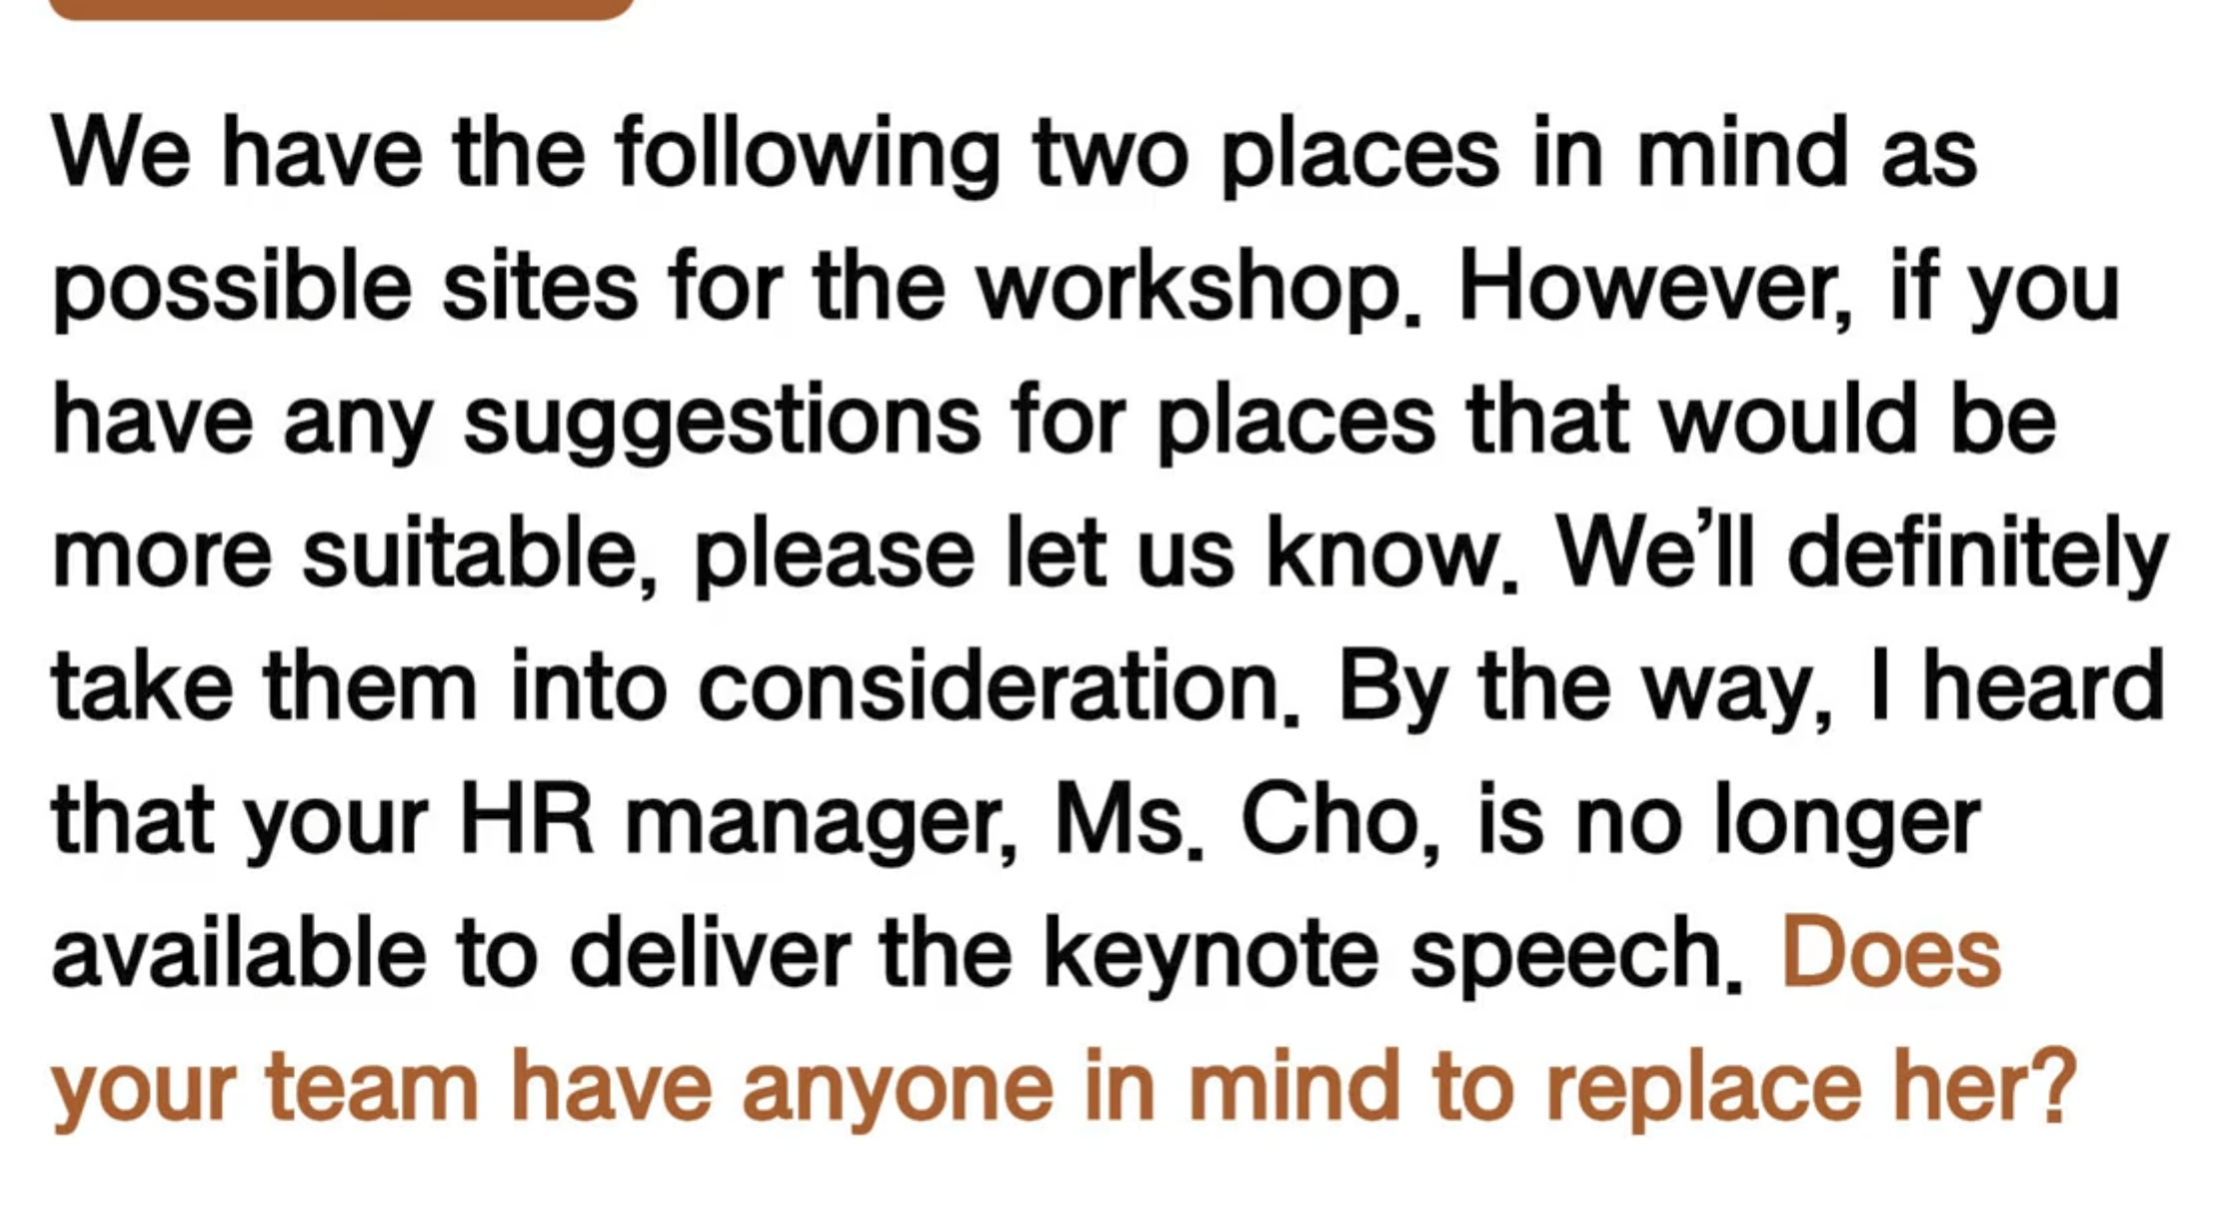 We have the following two places in mind as
possible sites for the workshop. However, if you
have any suggestions for places that would be
more suitable, please let us know. We’ll definitely
take them into consideration. By the way, I heard
that your HR manager, Ms. Cho, is no longer
available to deliver the keynote speech. Does
your team have anyone in mind to replace her?